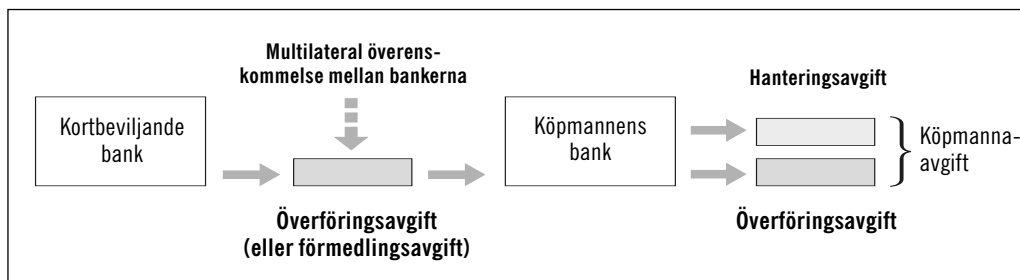 Multilateral överens-
kommelse mellan bankerna
Kortbeviljande
bank
Överföringsavgift
(eller förmedlingsavgift)
Köpmannens
bank
Hanteringsavgift
Överföringsavgift
Köpmanna-
avgift